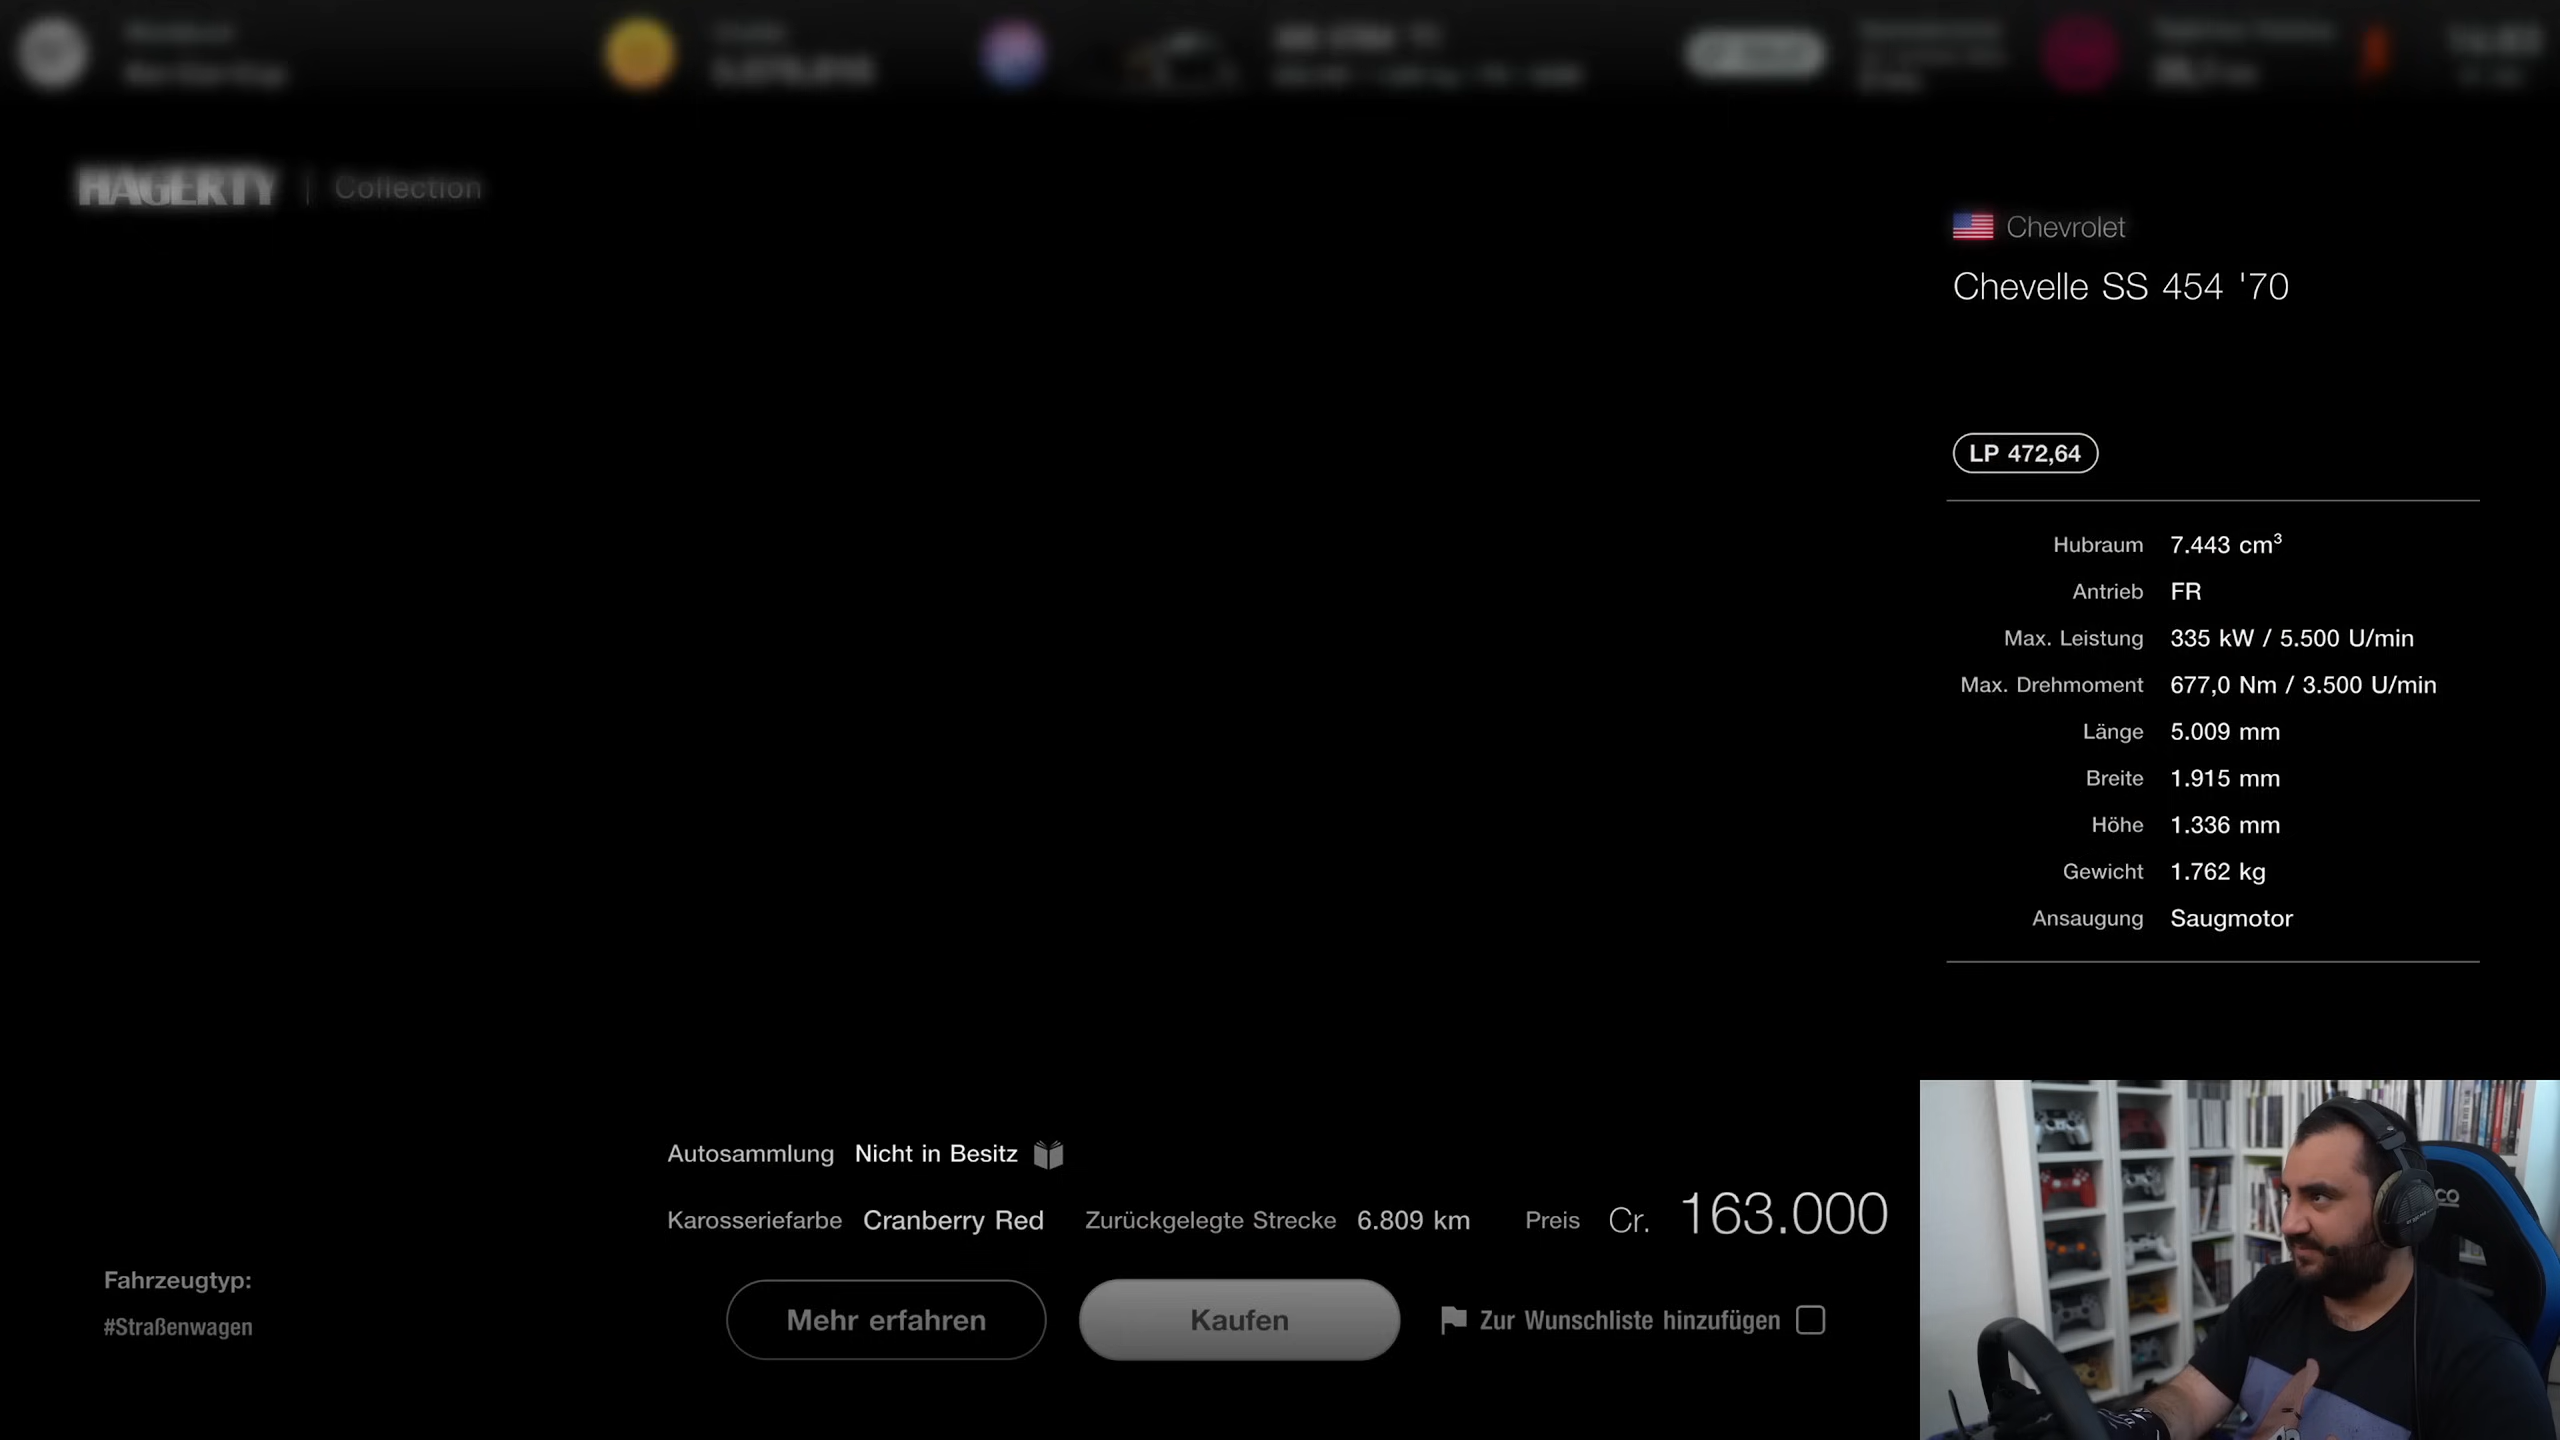 HAGERTY | Collection
Chevrolet
Chevelle SS 454 '70
LP 472,64
Hubraum 7.443 cm³
Antrieb FR
Max. Leistung 335 kW / 5.500 U/min
Max. Drehmoment 677,0 Nm / 3.500 U/min
Länge 5.009 mm
Breite 1.915 mm
Höhe 1.336 mm
Gewicht 1.762 kg
Ansaugung Saugmotor
Autosammlung Nicht in Besitz
Karosseriefarbe Cranberry Red Zurückgelegte Strecke 6.809 km Preis Cr. 163.000
Fahrzeugtyp:
#Straßenwagen
Mehr erfahren
Kaufen
Zur Wunschliste hinzufügen